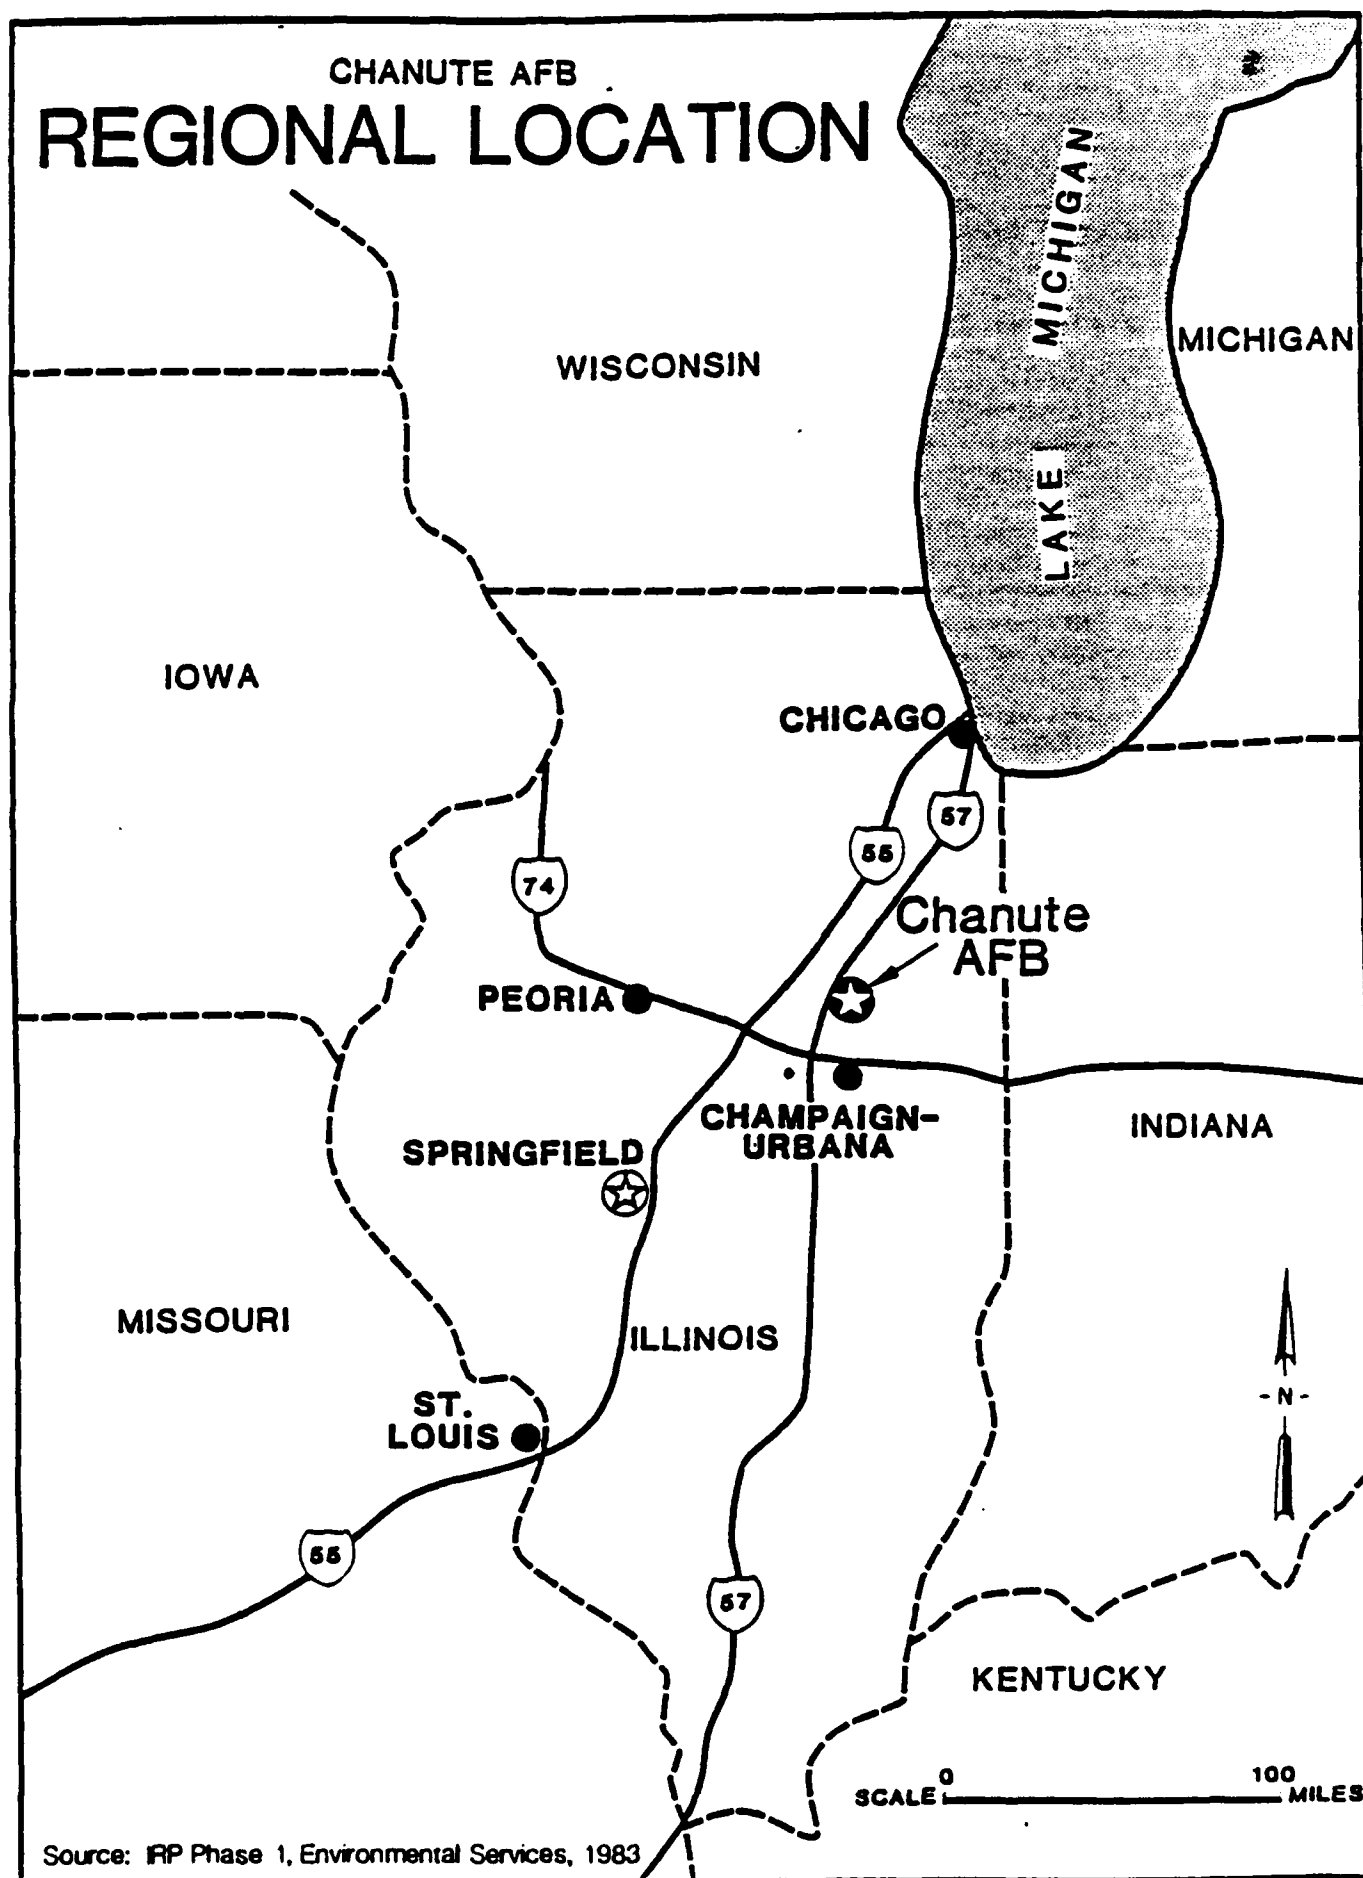 CHANUTE AFB
REGIONAL LOCATION
LAKE MICHIGAN
MICHIGAN
WISCONSIN
IOWA
CHICAGO
57
55
74
Chanute
AFB
PEORIA
CHAMPAIGN-
URBANA
INDIANA
SPRINGFIELD
MISSOURI
ILLINOIS
ST.
LOUIS
- N -
55
57
KENTUCKY
0 100
SCALE MILES
Source: IRP Phase 1, Environmental Services, 1983